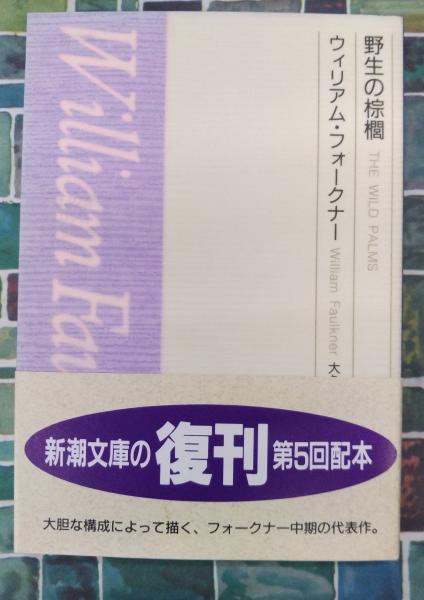 野生の棕櫚 THE WILD PALMS
ウィリアム・フォークナー William Faulkner 大
William Fau
新潮文庫の復刊 第5回配本
大胆な構成によって描く、フォークナー中期の代表作。